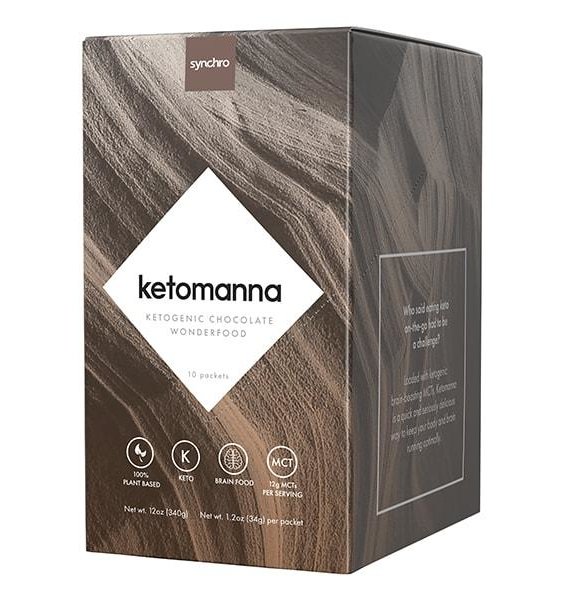 synchro
ketomanna
KETOGENIC CHOCOLATE
WONDERFOOD
10 packets
100%
PLANT BASED
K
KETO
BRAIN FOOD
MCT
12g MCTs
PER SERVING
Net wt. 12oz (340g) Net wt. 1.2oz (34g) per packet
Who said eating keto
on-the-go had to be
a challenge?
Loaded with ketogenic
brain-boosting MCTs, Ketomanna
is a quick and seriously delicious
way to keep your body and brain
running optimally.